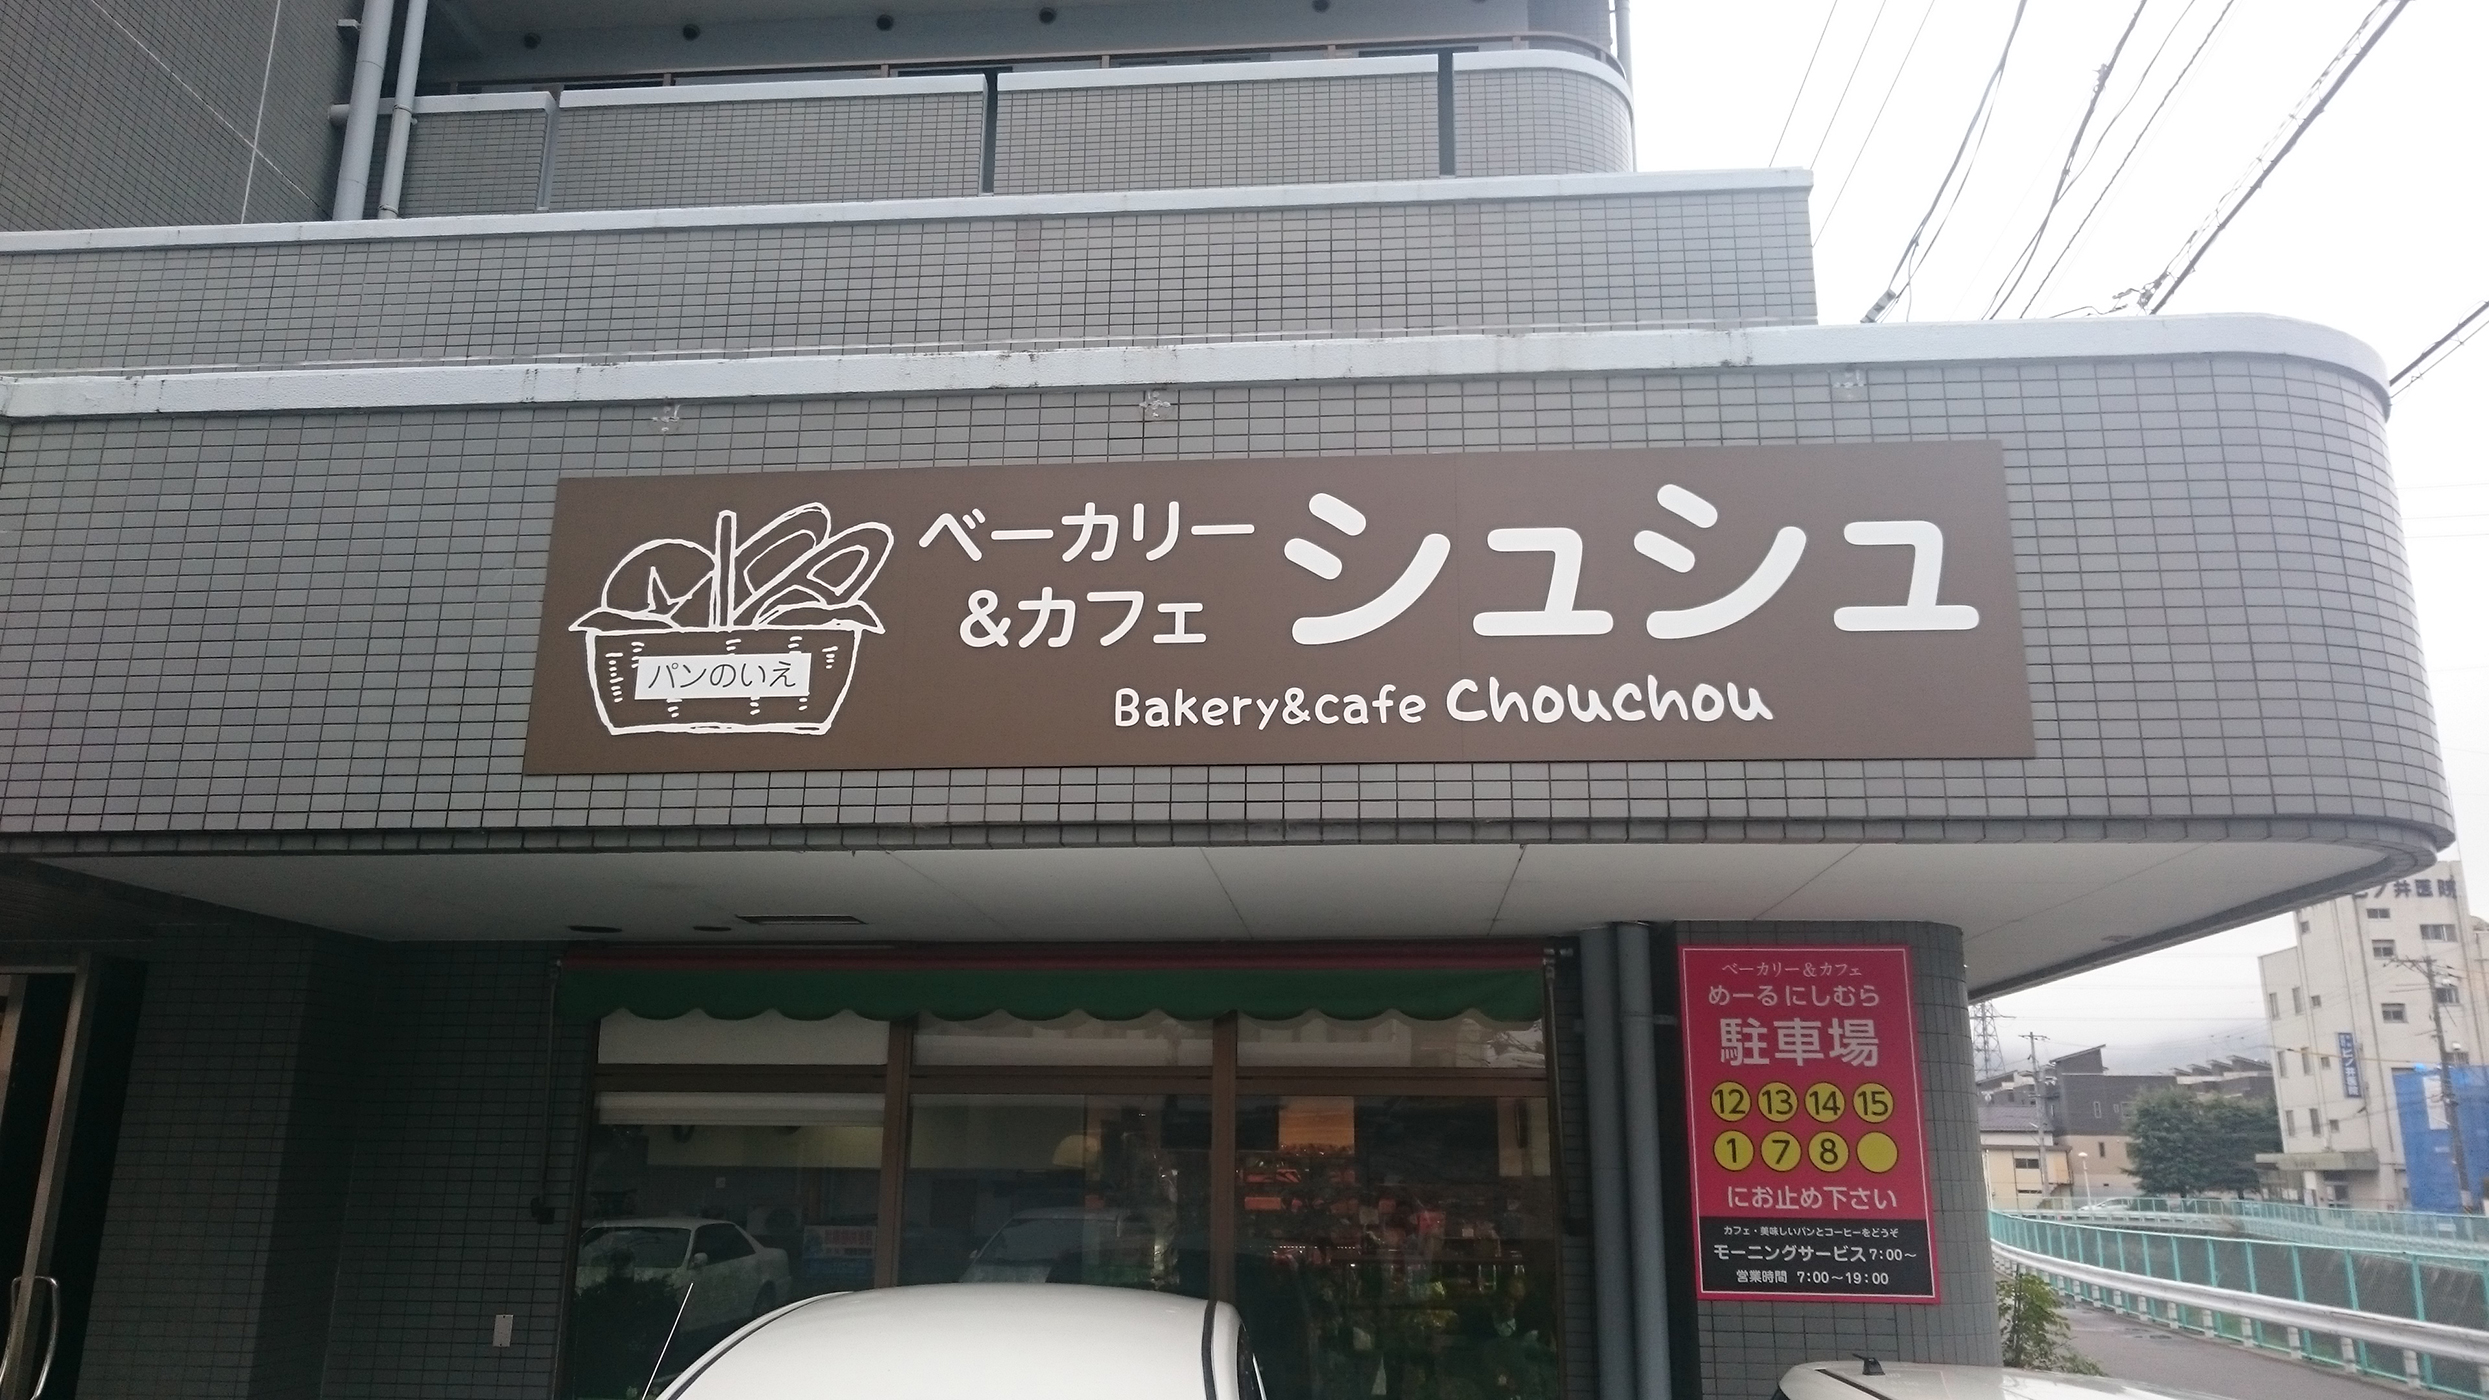 ベーカリー
&カフェ
シュシュ
パンのいえ
Bakery&cafe Chouchou
ベーカリー&カフェ
めーる にしむら
駐車場
12 13 14 15
1 7 8
にお止め下さい
カフェ・美味しいパンとコーヒーをどうぞ
モーニングサービス7:00～
営業時間 7:00～19:00
井医院